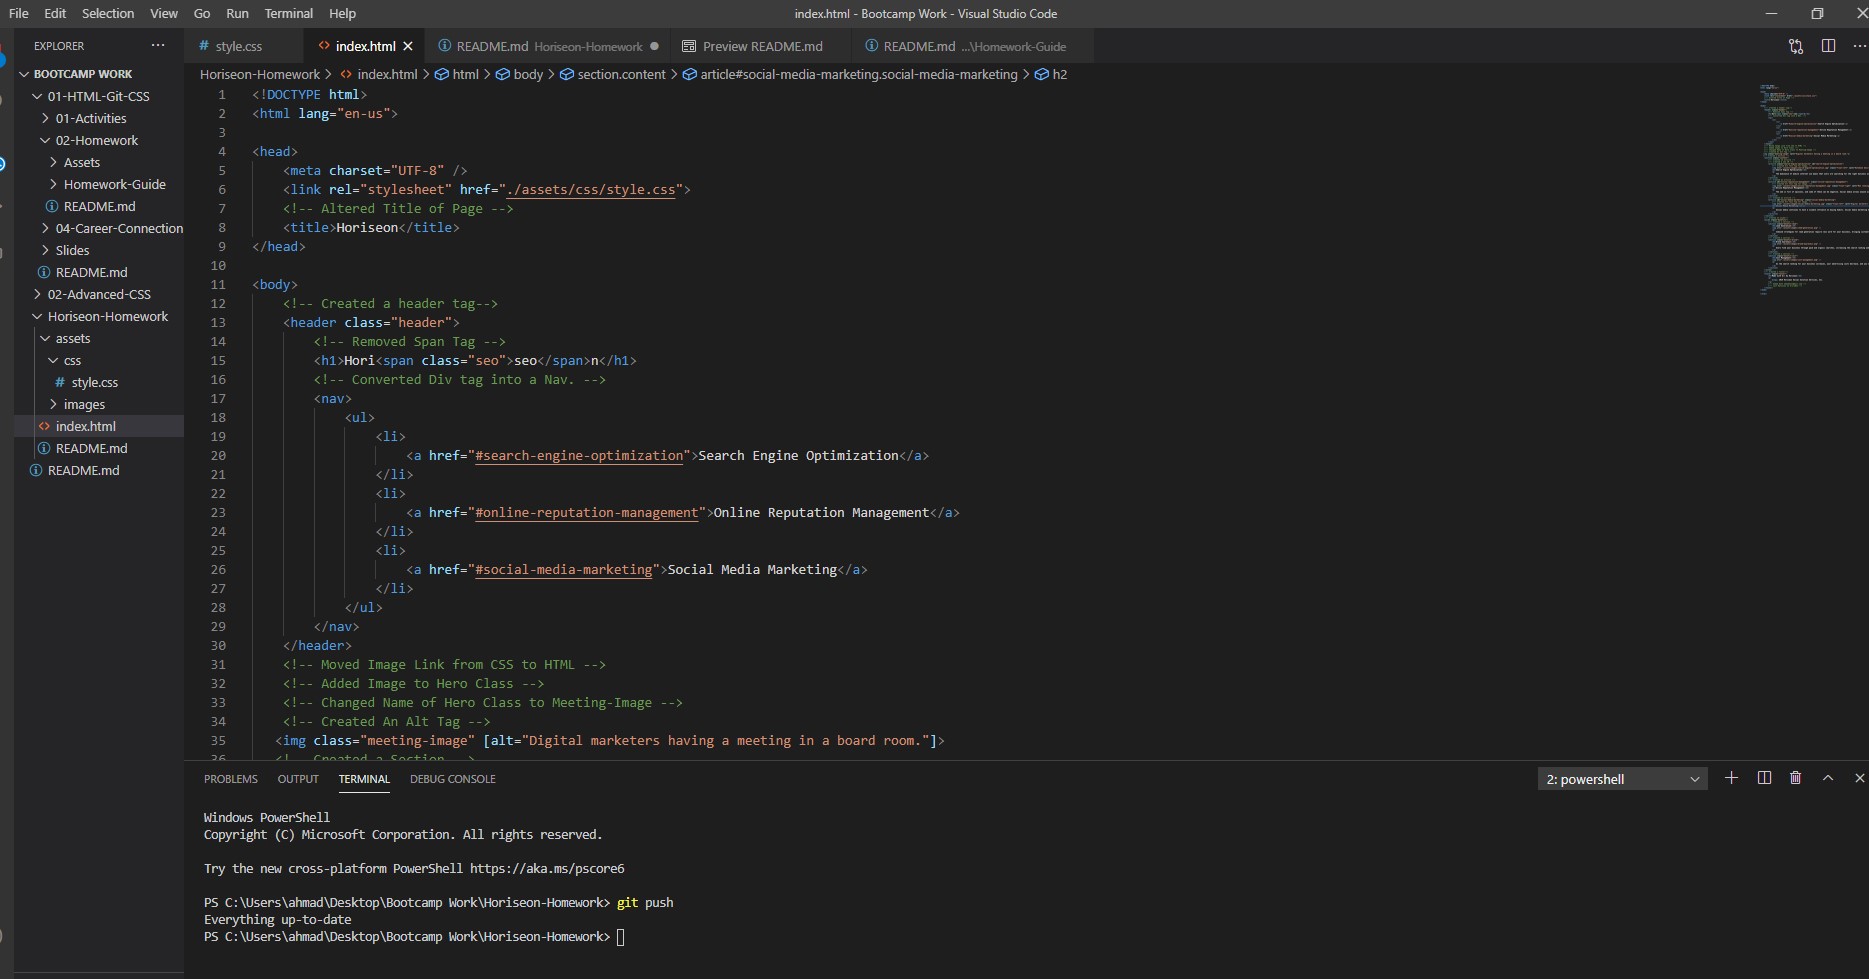 File Edit Selection View Go Run Terminal Help
index.html - Bootcamp Work - Visual Studio Code
EXPLORER ···
BOOTCAMP WORK
01-HTML-Git-CSS
01-Activities
02-Homework
Assets
Homework-Guide
README.md
04-Career-Connection
Slides
README.md
02-Advanced-CSS
Horiseon-Homework
assets
css
# style.css
images
<> index.html
README.md
README.md
# style.css
<> index.html
README.md Horiseon-Homework
Preview README.md
README.md ...\Homework-Guide
Horiseon-Homework > <> index.html > html > body > section.content > article#social-media-marketing.social-media-marketing > h2
1 <!DOCTYPE html>
2 <html lang="en-us">
3
4 <head>
5 <meta charset="UTF-8" />
6 <link rel="stylesheet" href="./assets/css/style.css">
7 <!-- Altered Title of Page -->
8 <title>Horiseon</title>
9 </head>
10
11 <body>
12 <!-- Created a header tag-->
13 <header class="header">
14 <!-- Removed Span Tag -->
15 <h1>Hori<span class="seo">seo</span>n</h1>
16 <!-- Converted Div tag into a Nav. -->
17 <nav>
18 <ul>
19 <li>
20 <a href="#search-engine-optimization">Search Engine Optimization</a>
21 </li>
22 <li>
23 <a href="#online-reputation-management">Online Reputation Management</a>
24 </li>
25 <li>
26 <a href="#social-media-marketing">Social Media Marketing</a>
27 </li>
28 </ul>
29 </nav>
30 </header>
31 <!-- Moved Image Link from CSS to HTML -->
32 <!-- Added Image to Hero Class -->
33 <!-- Changed Name of Hero Class to Meeting-Image -->
34 <!-- Created An Alt Tag -->
35 <img class="meeting-image" [alt="Digital marketers having a meeting in a board room."]>
36 <!-- Created a Section -->
PROBLEMS OUTPUT TERMINAL DEBUG CONSOLE
2: powershell
Windows PowerShell
Copyright (C) Microsoft Corporation. All rights reserved.
Try the new cross-platform PowerShell https://aka.ms/pscore6
PS C:\Users\ahmad\Desktop\Bootcamp Work\Horiseon-Homework> git push
Everything up-to-date
PS C:\Users\ahmad\Desktop\Bootcamp Work\Horiseon-Homework>